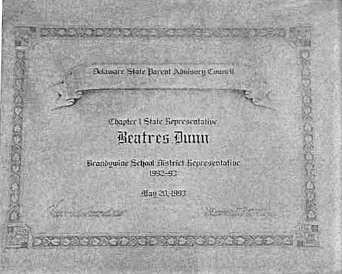 Delaware State Parent Advisory Council
Chapter 1 State Representative
Beatres Dunn
Brandywine School District Representative
1992-93
May 20, 1993